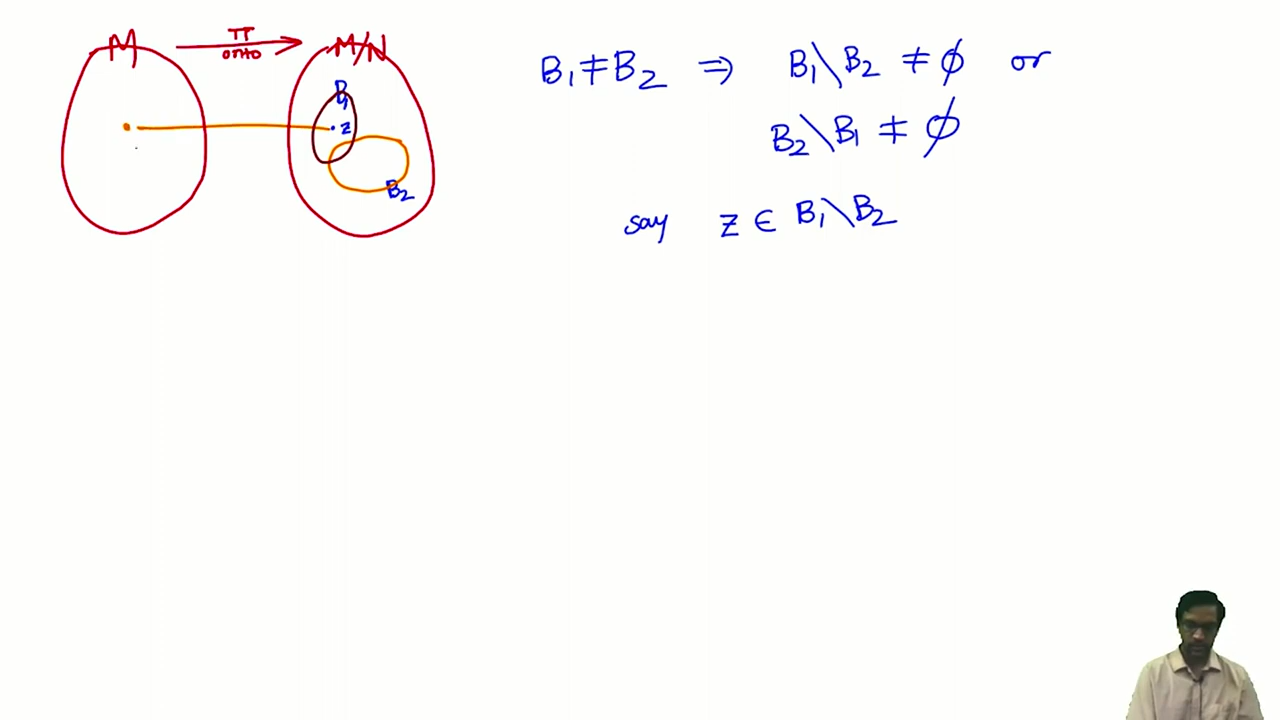 M π onto M/N
B₁ ≠ B₂ ⇒ B₁\B₂ ≠ ϕ or
B₁
z
B₂\B₁ ≠ ϕ
B₂
say z ∈ B₁\B₂